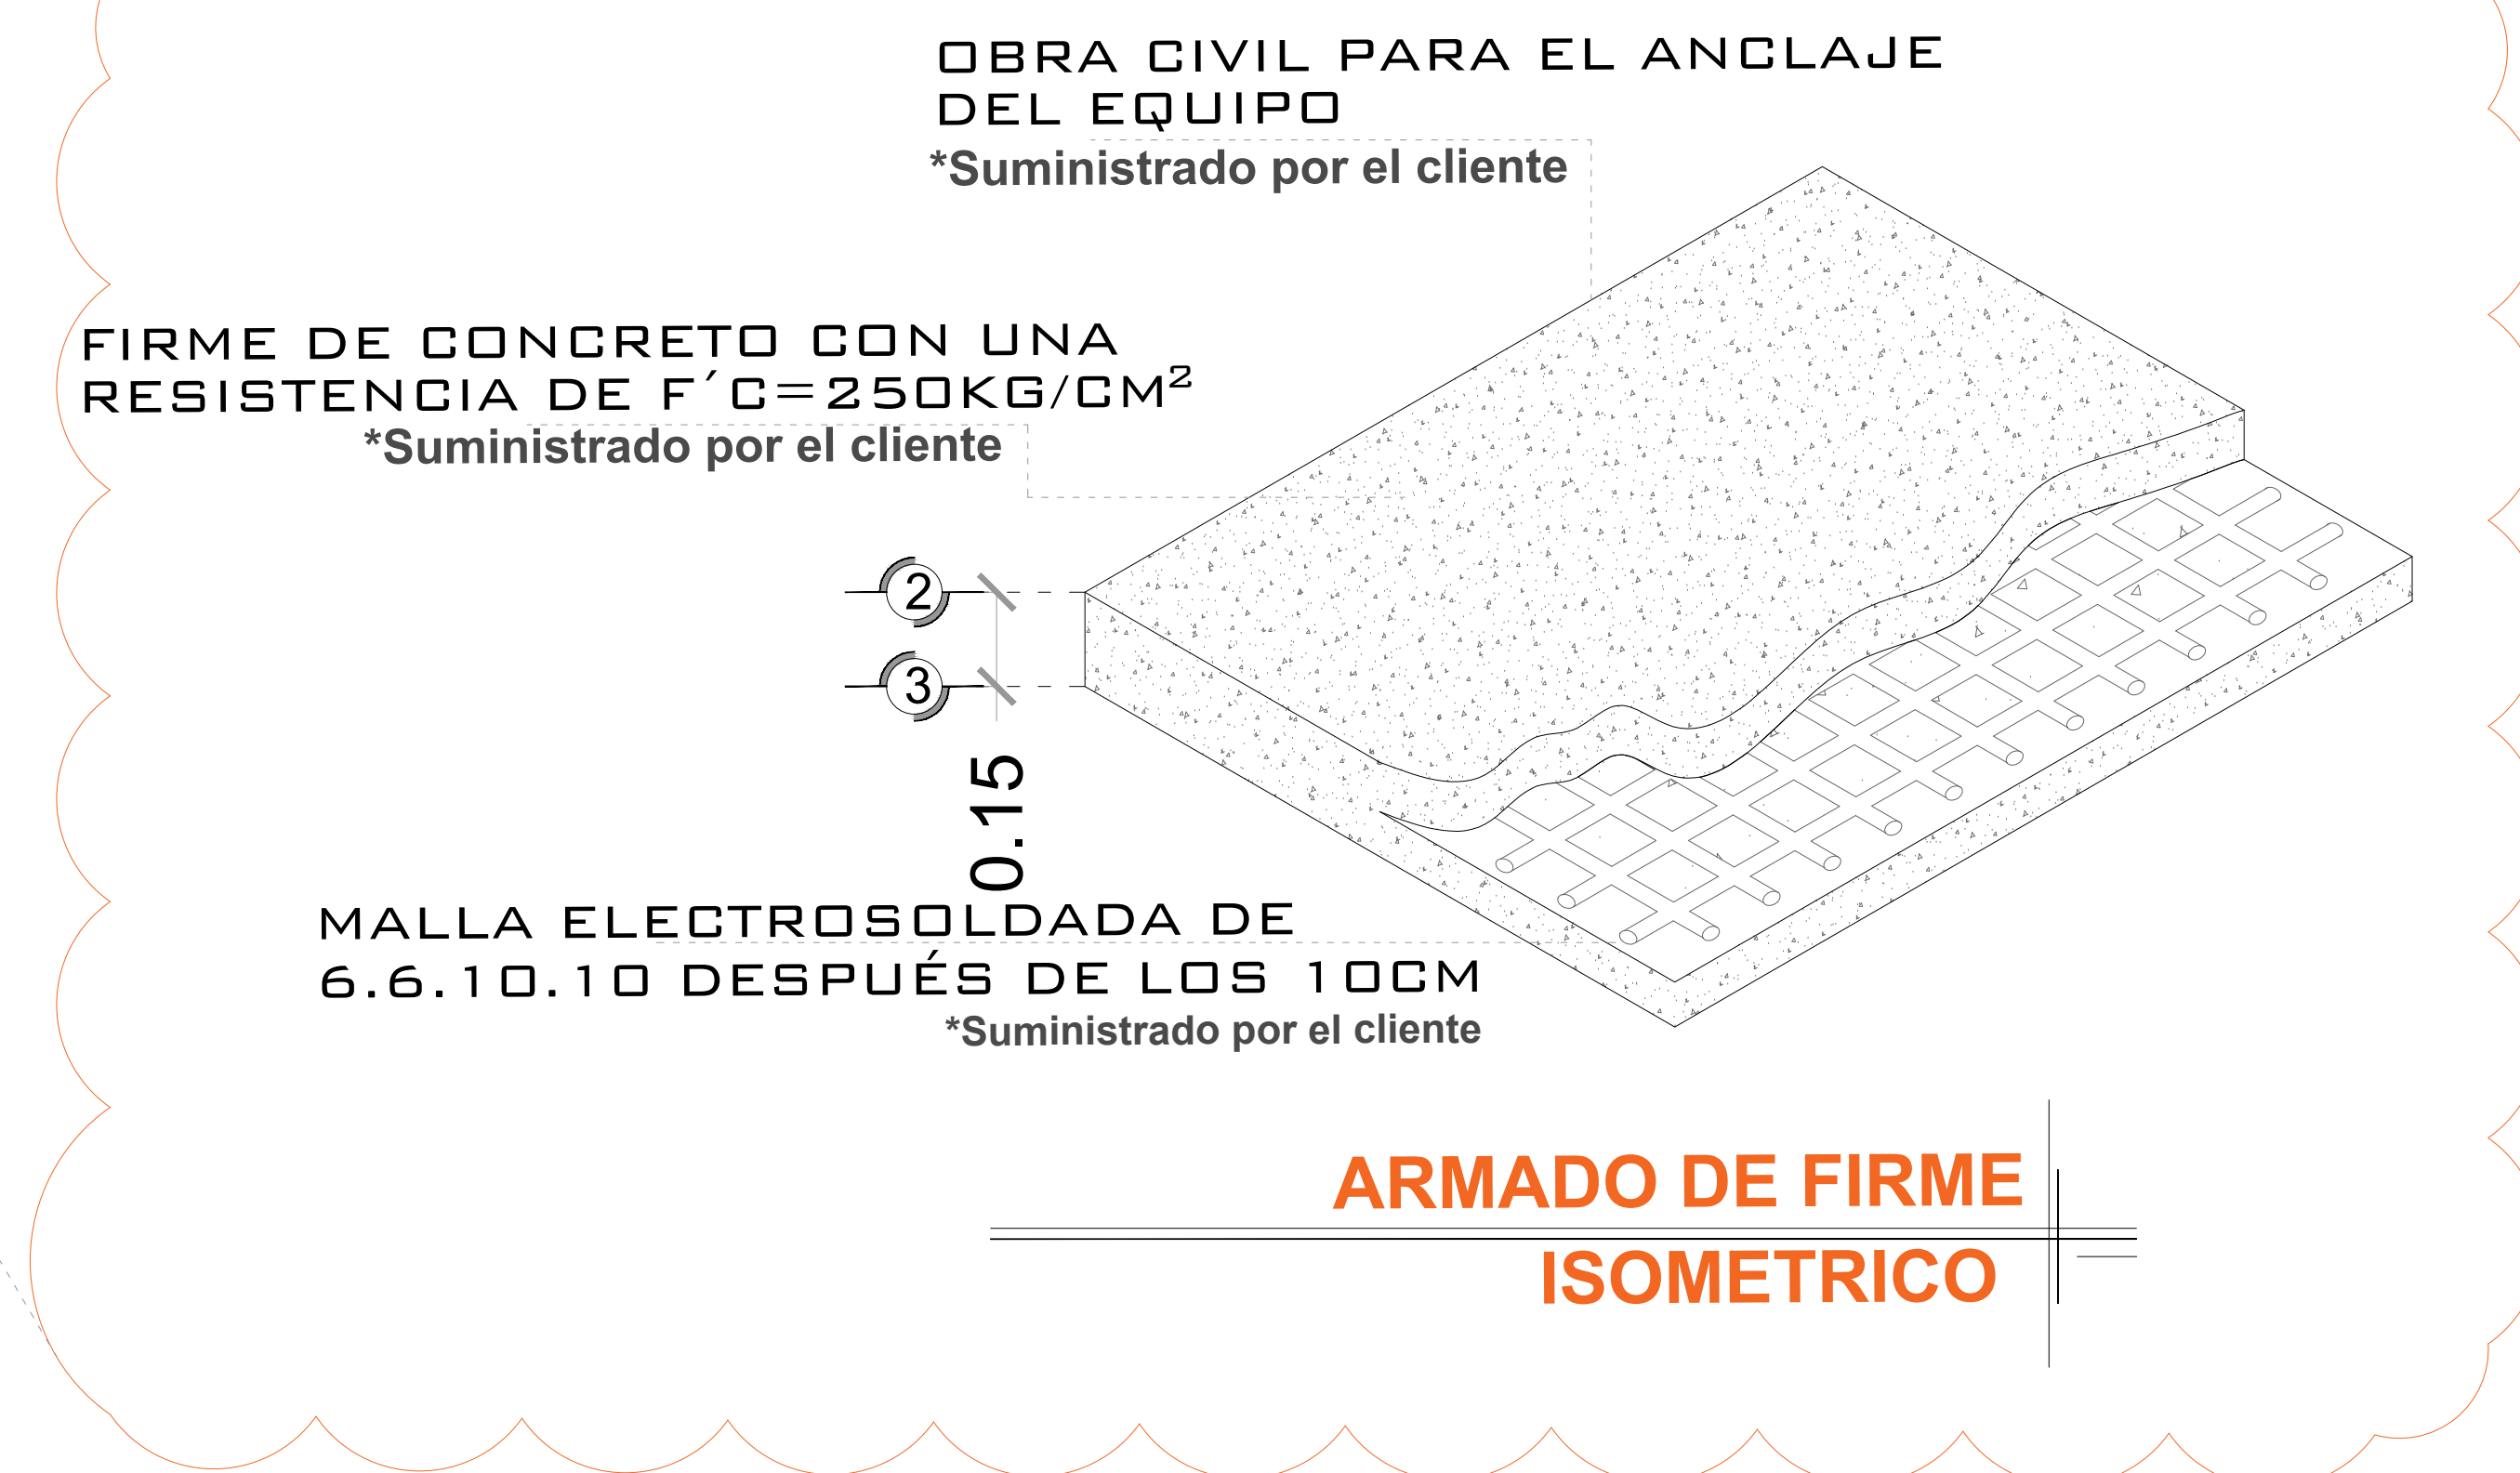 OBRA CIVIL PARA EL ANCLAJE
DEL EQUIPO
*Suministrado por el cliente
FIRME DE CONCRETO CON UNA
RESISTENCIA DE F´C=250KG/CM²
*Suministrado por el cliente
2
3
0.15
MALLA ELECTROSOLDADA DE
6.6.10.10 DESPUÉS DE LOS 10CM
*Suministrado por el cliente
ARMADO DE FIRME
ISOMETRICO